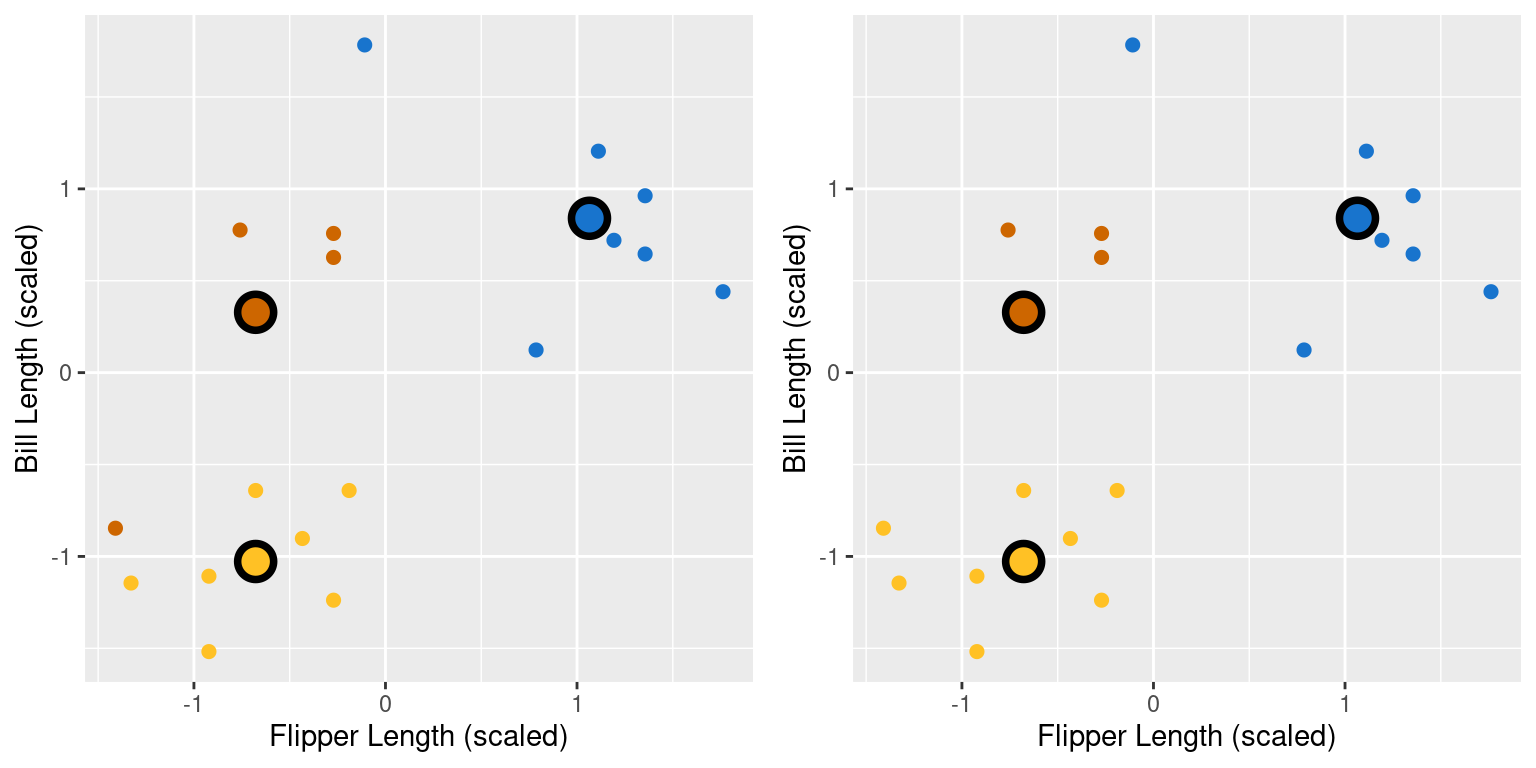 1
0
-1
Bill Length (scaled)
-1 0 1
Flipper Length (scaled)
1
0
-1
Bill Length (scaled)
-1 0 1
Flipper Length (scaled)